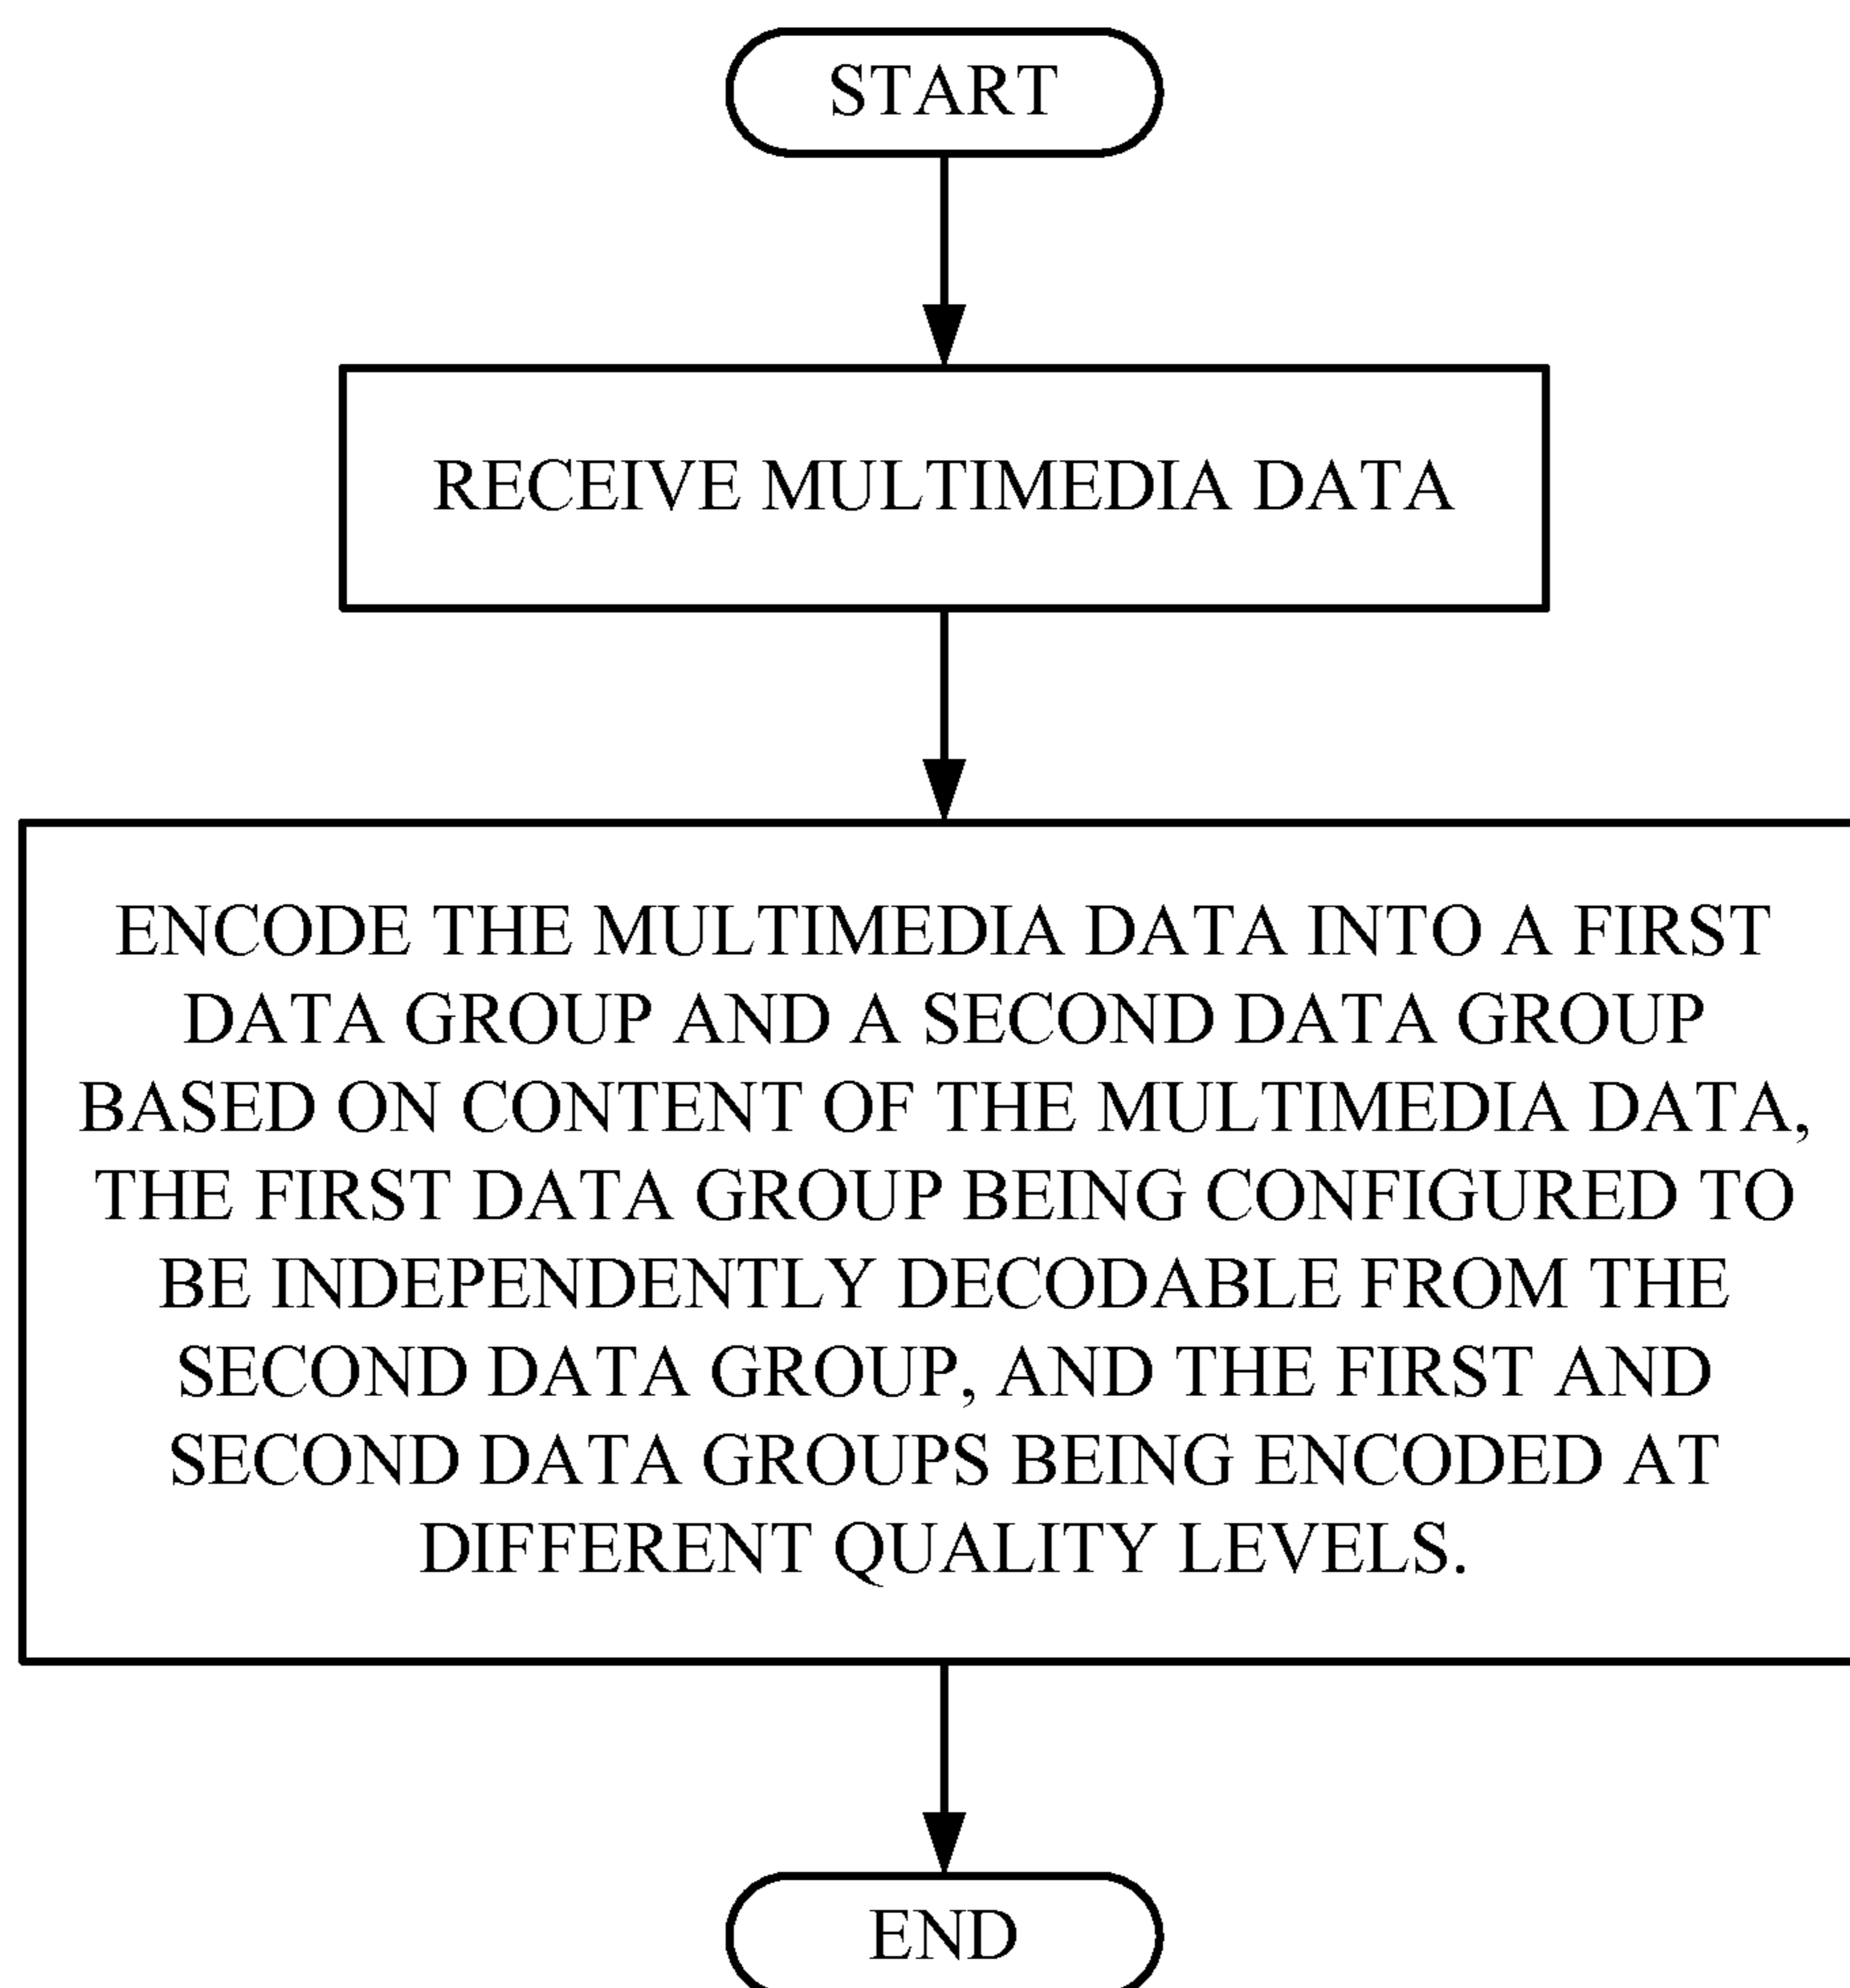 START
RECEIVE MULTIMEDIA DATA
ENCODE THE MULTIMEDIA DATA INTO A FIRST
DATA GROUP AND A SECOND DATA GROUP
BASED ON CONTENT OF THE MULTIMEDIA DATA,
THE FIRST DATA GROUP BEING CONFIGURED TO
BE INDEPENDENTLY DECODABLE FROM THE
SECOND DATA GROUP, AND THE FIRST AND
SECOND DATA GROUPS BEING ENCODED AT
DIFFERENT QUALITY LEVELS.
END